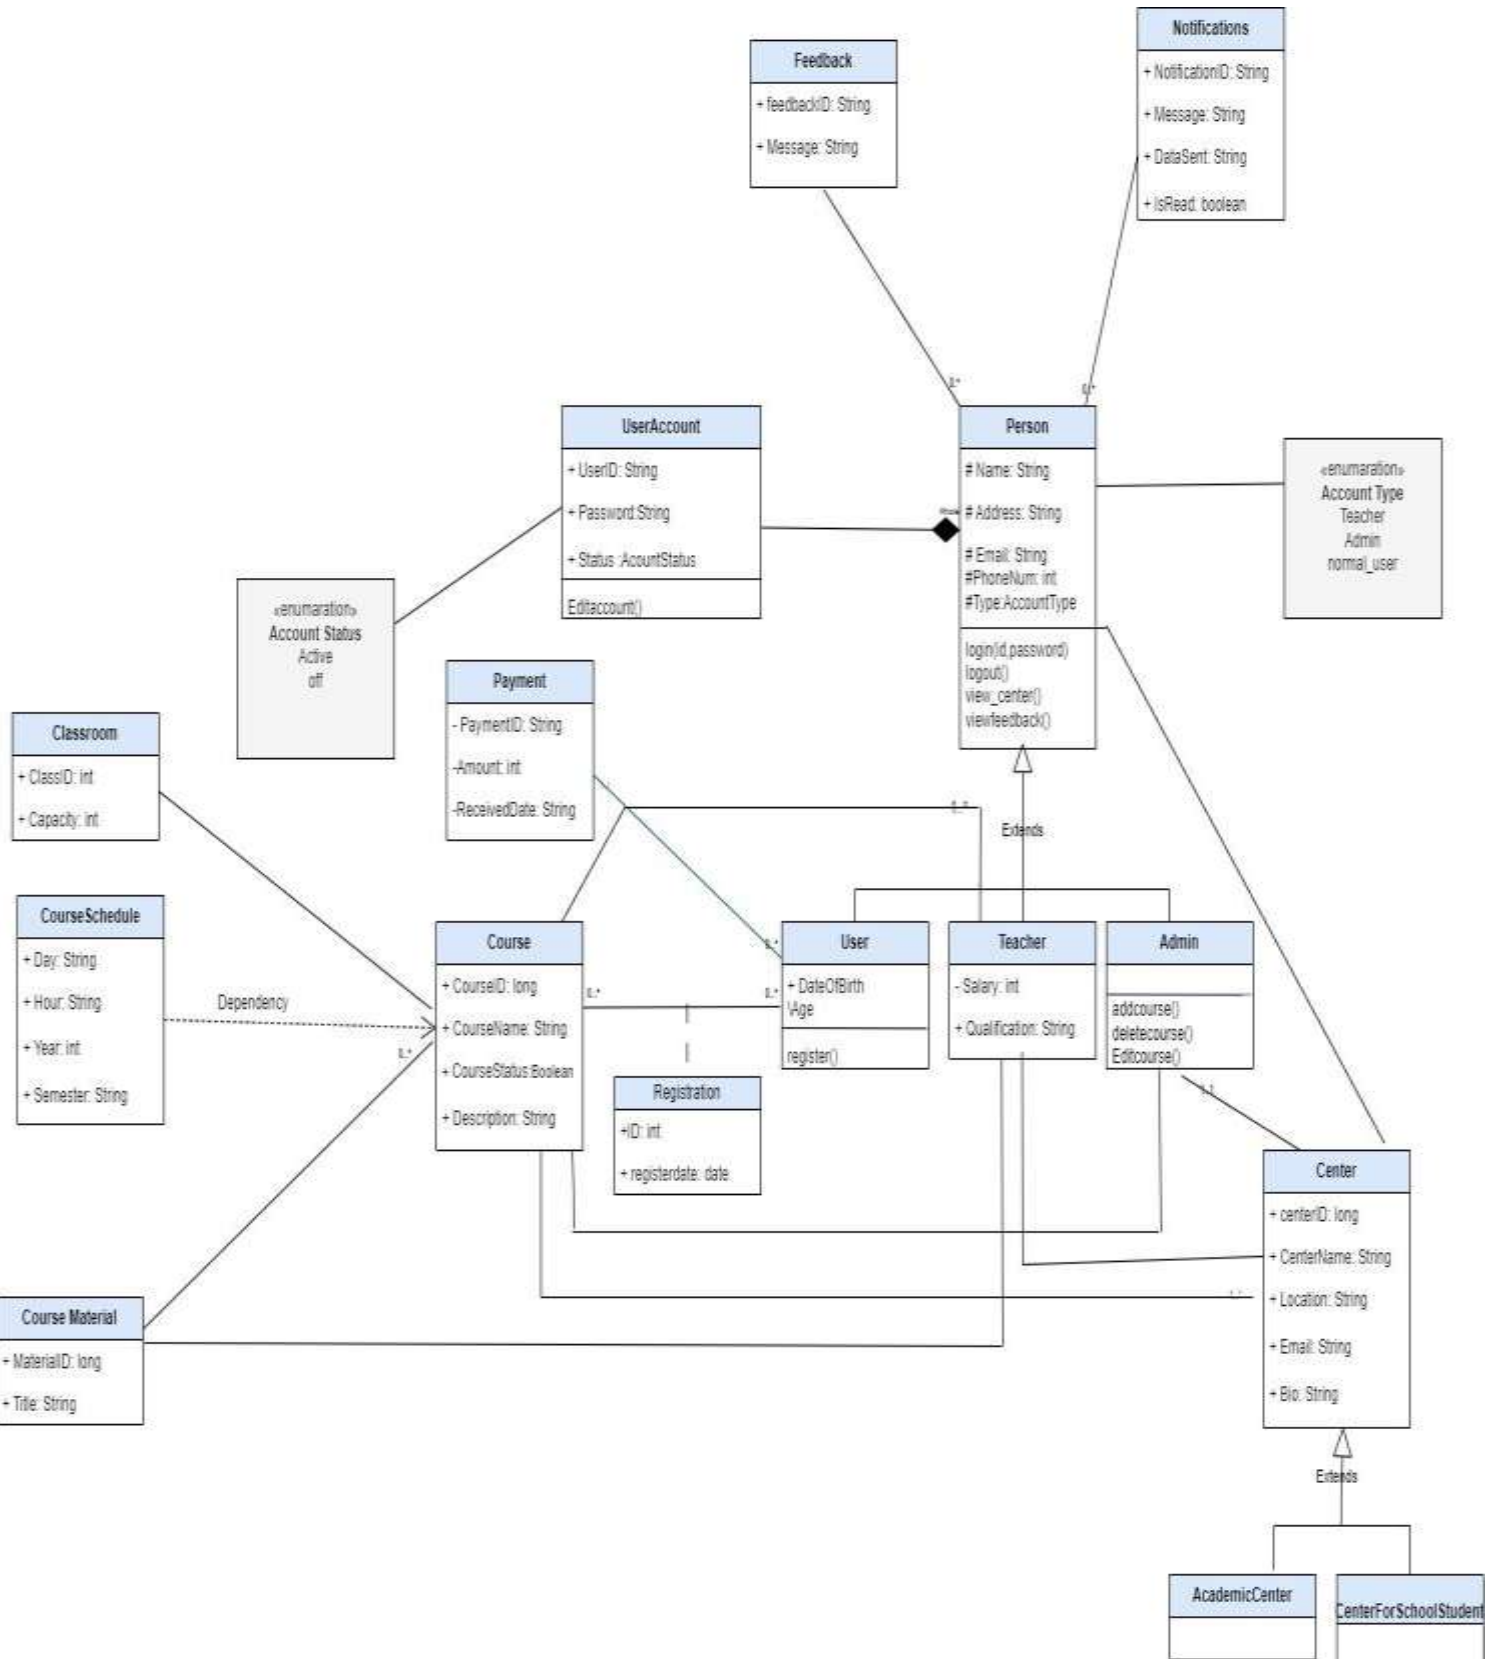 Notifications
+ NotificationID: String
+ Message: String
+ DataSent: String
+ IsRead: boolean
Feedback
+ feedbackID: String
+ Message: String
0..*
0..*
UserAccount
+ UserID: String
+ Password:String
+ Status :AcountStatus
Editaccount()
Person
# Name: String
# Address: String
# Email: String
#PhoneNum: int
#Type:AccountType
login(id,password)
logout()
view_center()
viewfeedback()
«enumaration»
Account Type
Teacher
Admin
normal_user
«enumaration»
Account Status
Active
off
Payment
- PaymentID: String
-Amount: int
-ReceivedDate: String
Classroom
+ ClassID: int
+ Capacity: int
Extends
CourseSchedule
+ Day: String
+ Hour: String
+ Year: int
+ Semester: String
Dependency
0..*
Course
+ CourseID: long
+ CourseName: String
+ CourseStatus:Boolean
+ Description: String
0..*
0..*
0..*
User
+ DateOfBirth
\Age
register()
Teacher
- Salary: int
+ Qualification: String
Admin
addcourse()
deletecourse()
Editcourse()
Registration
+ID: int
+ registerdate: date
Center
+ centerID: long
+ CenterName: String
+ Location: String
+ Email: String
+ Bio: String
Course Material
+ MaterialID: long
+ Title: String
Extends
AcademicCenter
CenterForSchoolStudent